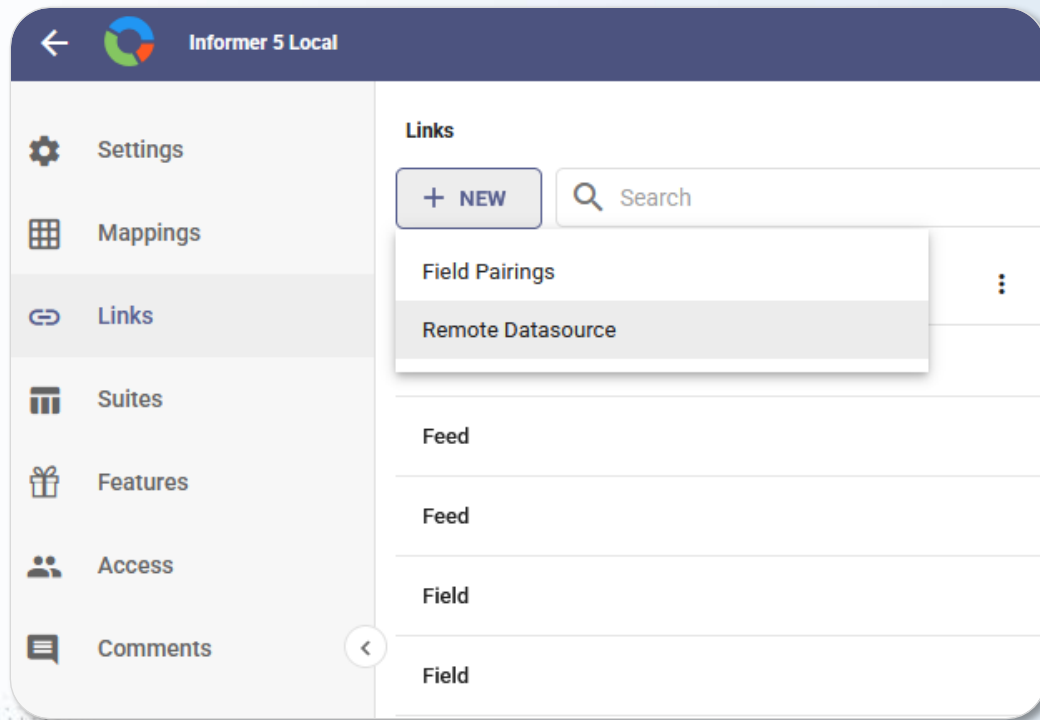 Informer 5 Local
Settings
Mappings
Links
Suites
Features
Access
Comments
Links
NEW
Search
Field Pairings
Remote Datasource
Feed
Feed
Field
Field